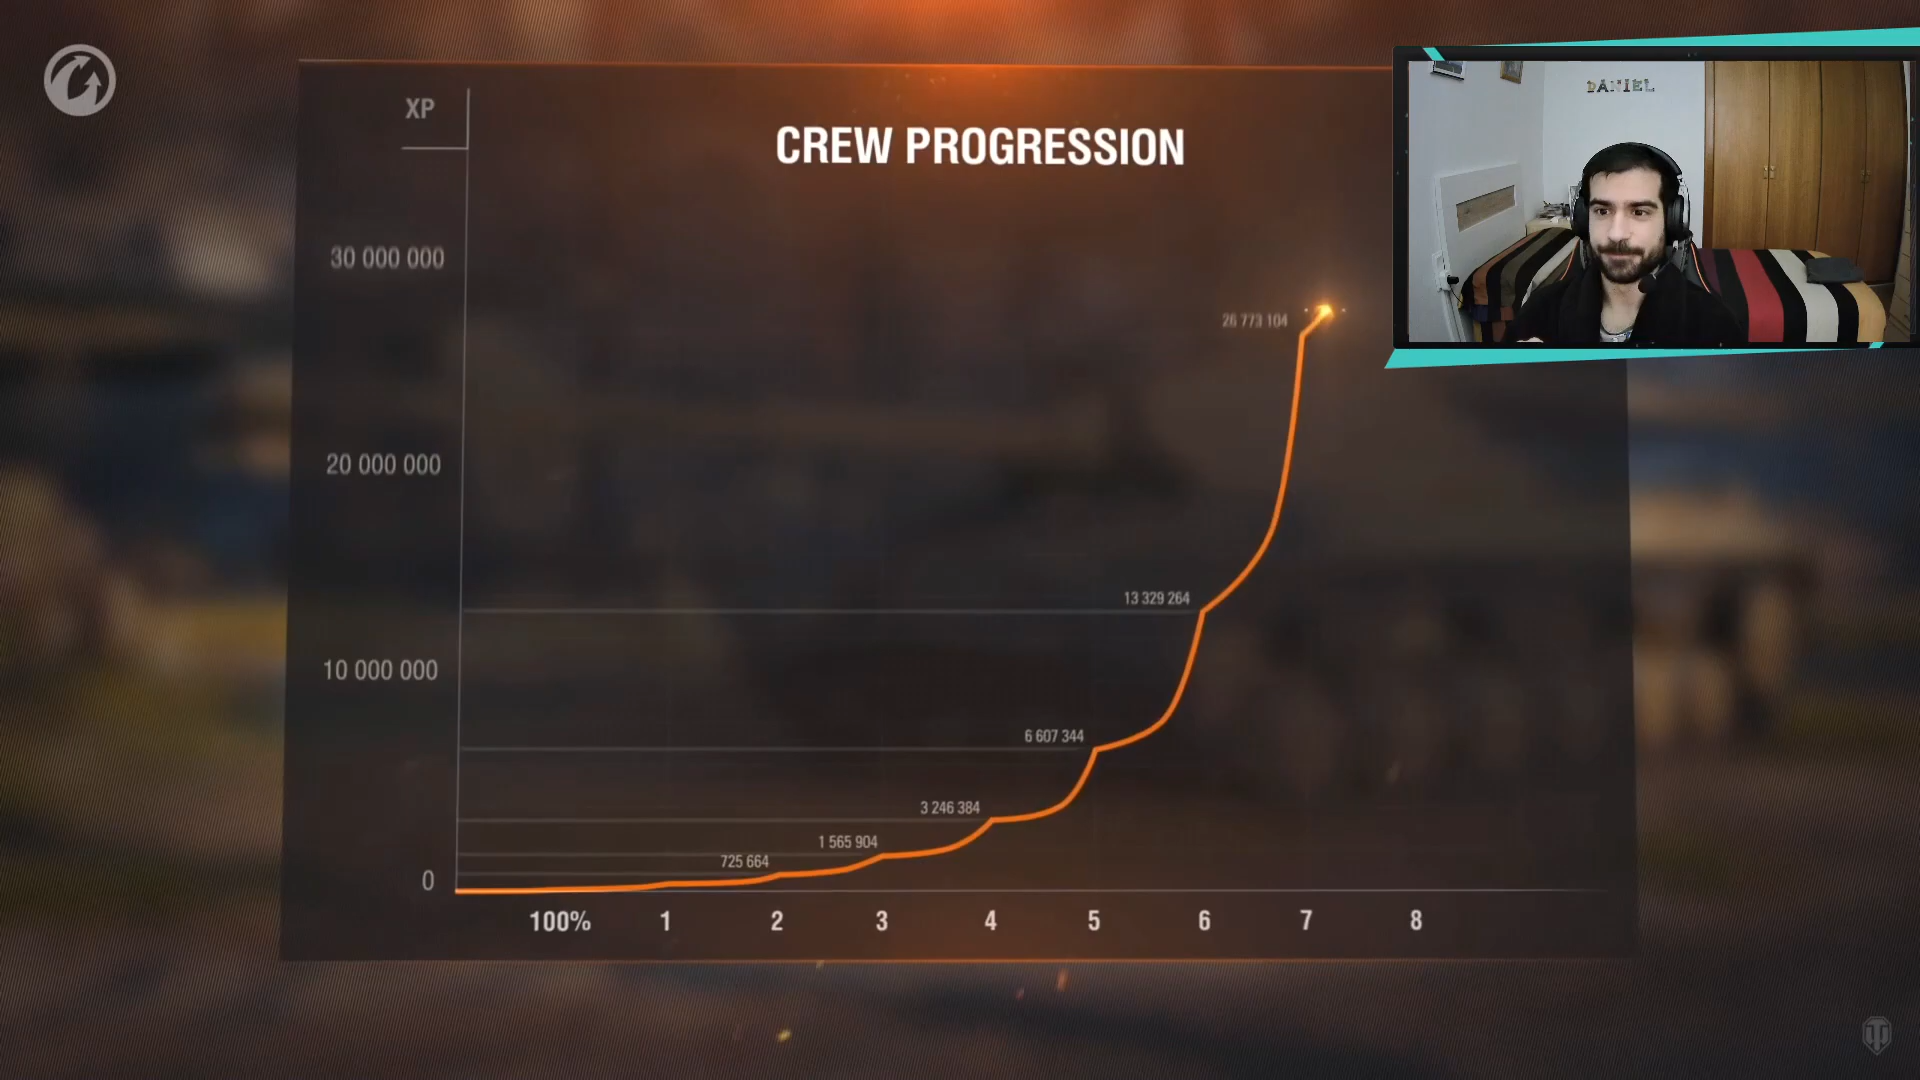 XP
CREW PROGRESSION
DANIEL
30 000 000
26 773 104
20 000 000
13 329 264
10 000 000
6 607 344
3 246 384
1 565 904
725 664
0
100% 1 2 3 4 5 6 7 8